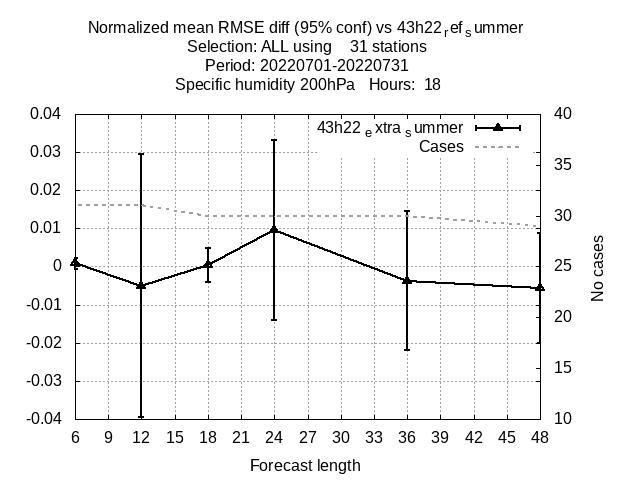 Normalized mean RMSE diff (95% conf) vs 43h22refsummer
Selection: ALL using 31 stations
Period: 20220701-20220731
Specific humidity 200hPa Hours: 18
43h22extrasummer
Cases
0.04
0.03
0.02
0.01
0
-0.01
-0.02
-0.03
-0.04
40
35
30
25
20
15
10
No cases
6 9 12 15 18 21 24 27 30 33 36 39 42 45 48
Forecast length